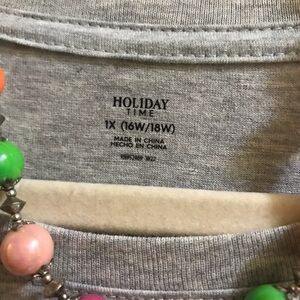 HOLIDAY
TIME
1X (16W/18W)
MADE IN CHINA
HECHO EN CHINA